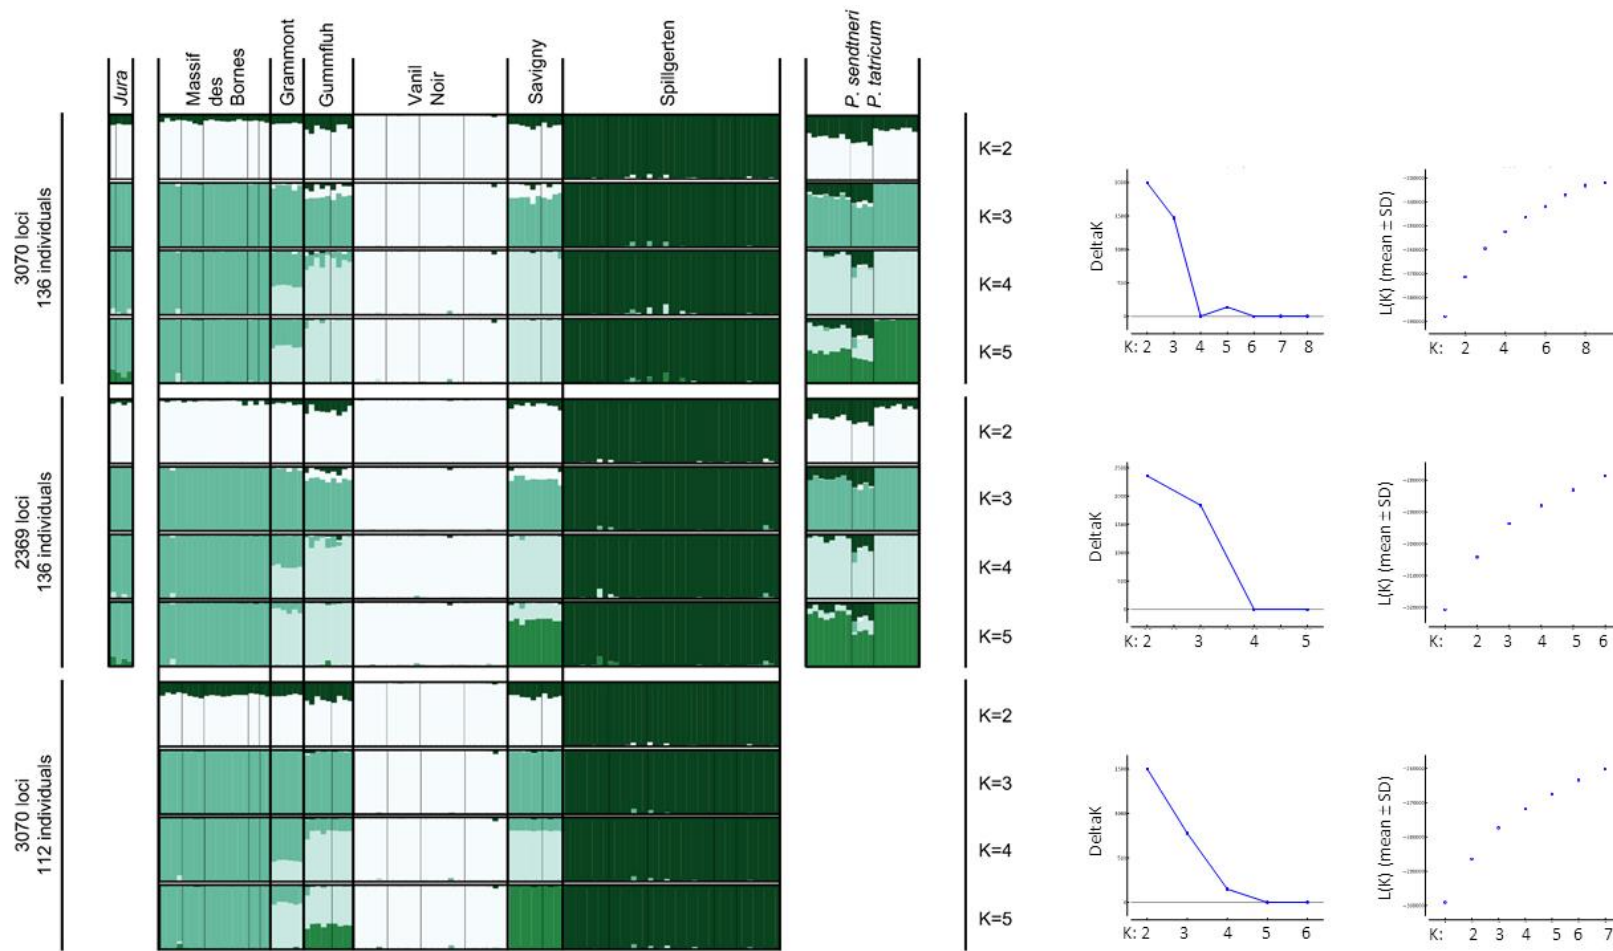 Jura
Massif
des
Bornes
Grammont
Gummfluh
Vanil
Noir
Savigny
Spillgerten
P. sendtneri
P. tatricum
3070 loci
136 individuals
K=2
K=3
K=4
K=5
DeltaK
K: 2 3 4 5 6 7 8
L(K) (mean ± SD)
K: 2 4 6 8
2369 loci
136 individuals
K=2
K=3
K=4
K=5
DeltaK
K: 2 3 4 5
L(K) (mean ± SD)
K: 2 3 4 5 6
3070 loci
112 individuals
K=2
K=3
K=4
K=5
DeltaK
K: 2 3 4 5 6
L(K) (mean ± SD)
K: 2 3 4 5 6 7